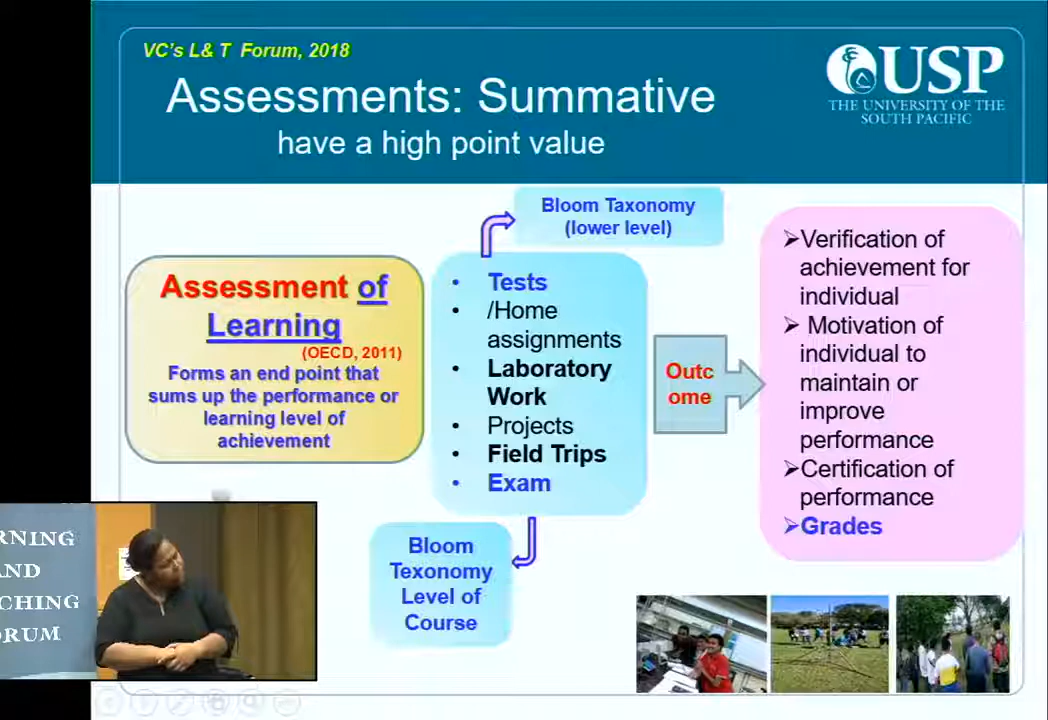 VC's L& T Forum, 2018
Assessments: Summative
have a high point value
USP
THE UNIVERSITY OF THE
SOUTH PACIFIC
Bloom Taxonomy
(lower level)
Assessment of
Learning
(OECD, 2011)
Forms an end point that
sums up the performance or
learning level of
achievement
• Tests
• /Home
assignments
• Laboratory
Work
• Projects
• Field Trips
• Exam
Outc
ome
➢Verification of
achievement for
individual
➢ Motivation of
individual to
maintain or
improve
performance
➢Certification of
performance
➢Grades
Bloom
Texonomy
Level of
Course
RNING
AND
CHING
ORUM